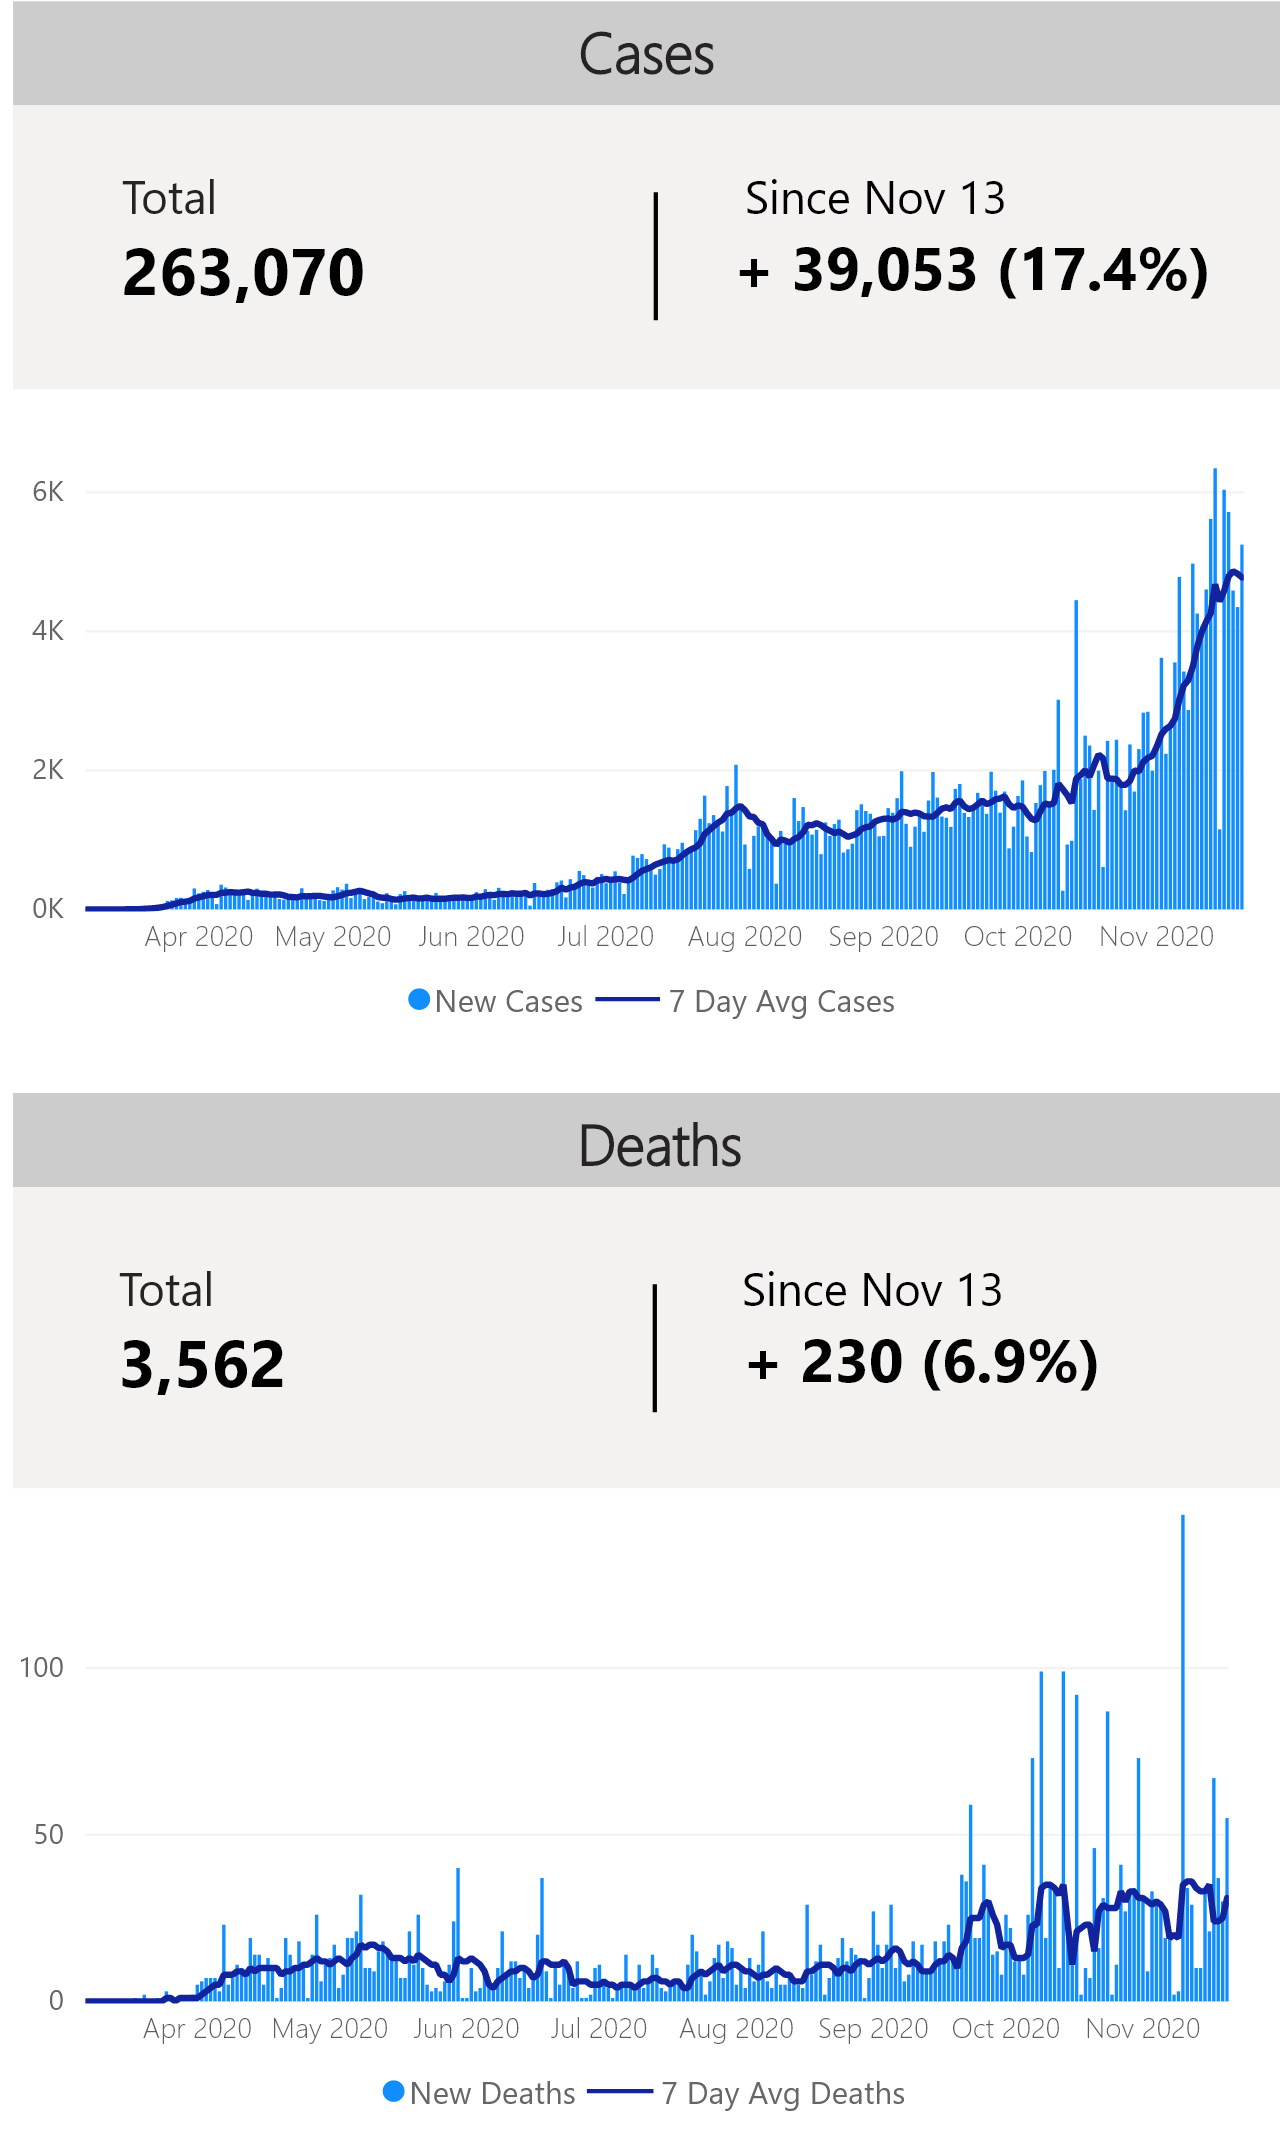 Cases
Total
263,070
Since Nov 13
+ 39,053 (17.4%)
6K
4K
2K
0K
Apr 2020 May 2020 Jun 2020 Jul 2020 Aug 2020 Sep 2020 Oct 2020 Nov 2020
New Cases 7 Day Avg Cases
Deaths
Total
3,562
Since Nov 13
+ 230 (6.9%)
100
50
0
Apr 2020 May 2020 Jun 2020 Jul 2020 Aug 2020 Sep 2020 Oct 2020 Nov 2020
New Deaths 7 Day Avg Deaths